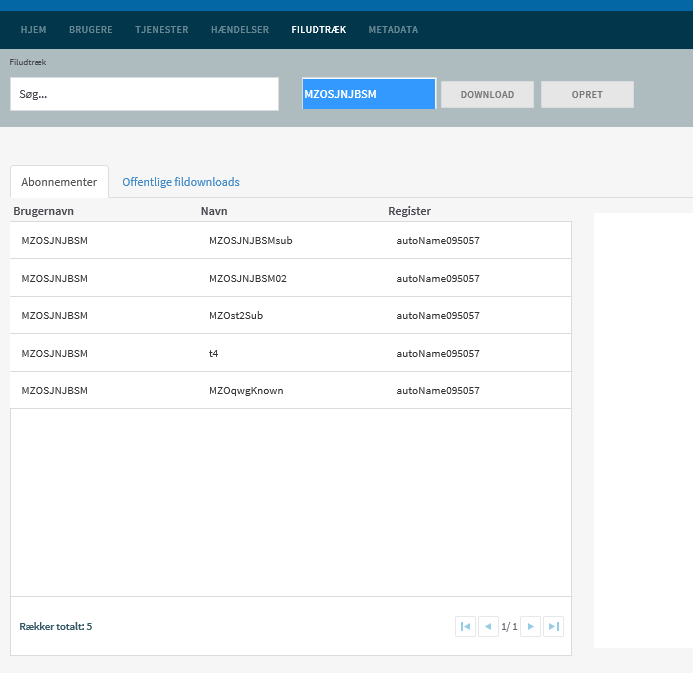 HJEM BRUGERE TJENESTER HÆNDELSER FILUDTRÆK METADATA
Filudtræk
Søg... MZOSJNJBSM DOWNLOAD OPRET
Abonnementer Offentlige fildownloads
Brugernavn Navn Register
MZOSJNJBSM MZOSJNJBSMsub autoName095057
MZOSJNJBSM MZOSJNJBSM02 autoName095057
MZOSJNJBSM MZOst2Sub autoName095057
MZOSJNJBSM t4 autoName095057
MZOSJNJBSM MZOqwgKnown autoName095057
Rækker totalt: 5 1/ 1